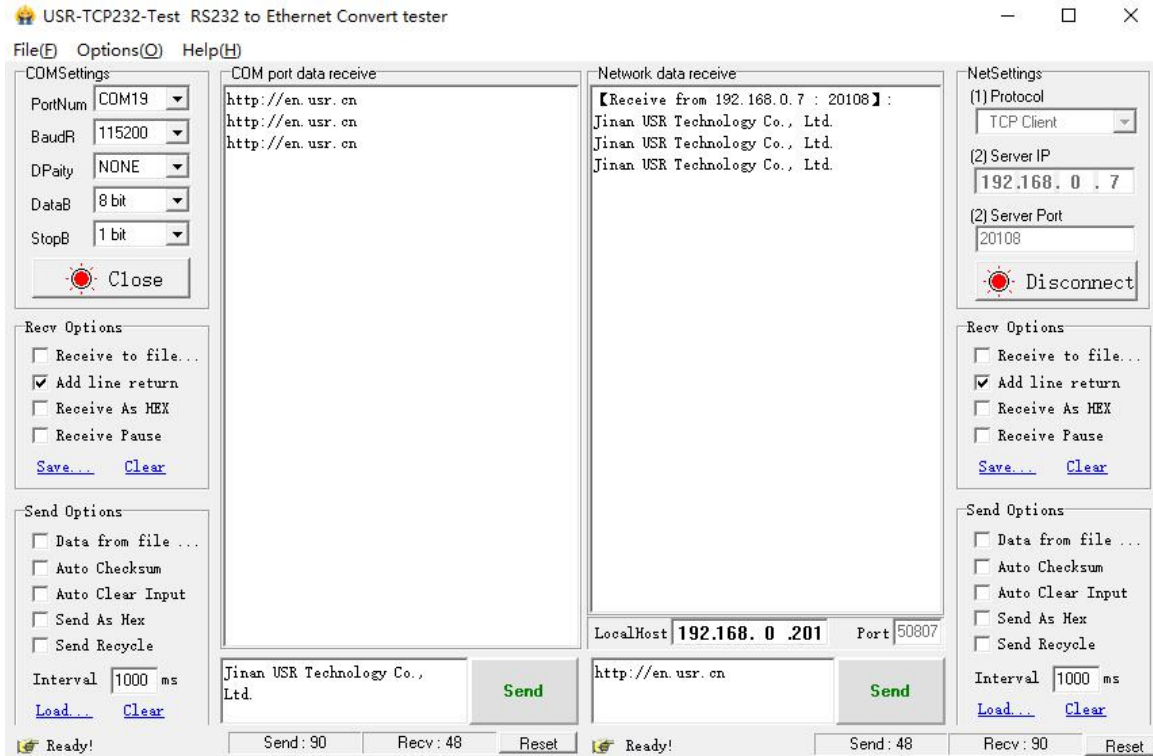 USR-TCP232-Test RS232 to Ethernet Convert tester
File(F) Options(O) Help(H)
COMSettings
PortNum COM19
BaudR 115200
DPaity NONE
DataB 8 bit
StopB 1 bit
Close
Recv Options
Receive to file...
Add line return
Receive As HEX
Receive Pause
Save... Clear
Send Options
Data from file ...
Auto Checksum
Auto Clear Input
Send As Hex
Send Recycle
Interval 1000 ms
Load... Clear
Ready!
COM port data receive
http://en.usr.cn
http://en.usr.cn
http://en.usr.cn
Jinan USR Technology Co.,
Ltd.
Send
Send : 90 Recv : 48 Reset
Network data receive
【Receive from 192.168.0.7 : 20108】:
Jinan USR Technology Co., Ltd.
Jinan USR Technology Co., Ltd.
Jinan USR Technology Co., Ltd.
LocalHost 192.168. 0 .201 Port 50807
http://en.usr.cn
Send
Ready! Send : 48 Recv : 90 Reset
NetSettings
(1) Protocol
TCP Client
(2) Server IP
192.168. 0 . 7
(2) Server Port
20108
Disconnect
Recv Options
Receive to file...
Add line return
Receive As HEX
Receive Pause
Save... Clear
Send Options
Data from file ...
Auto Checksum
Auto Clear Input
Send As Hex
Send Recycle
Interval 1000 ms
Load... Clear